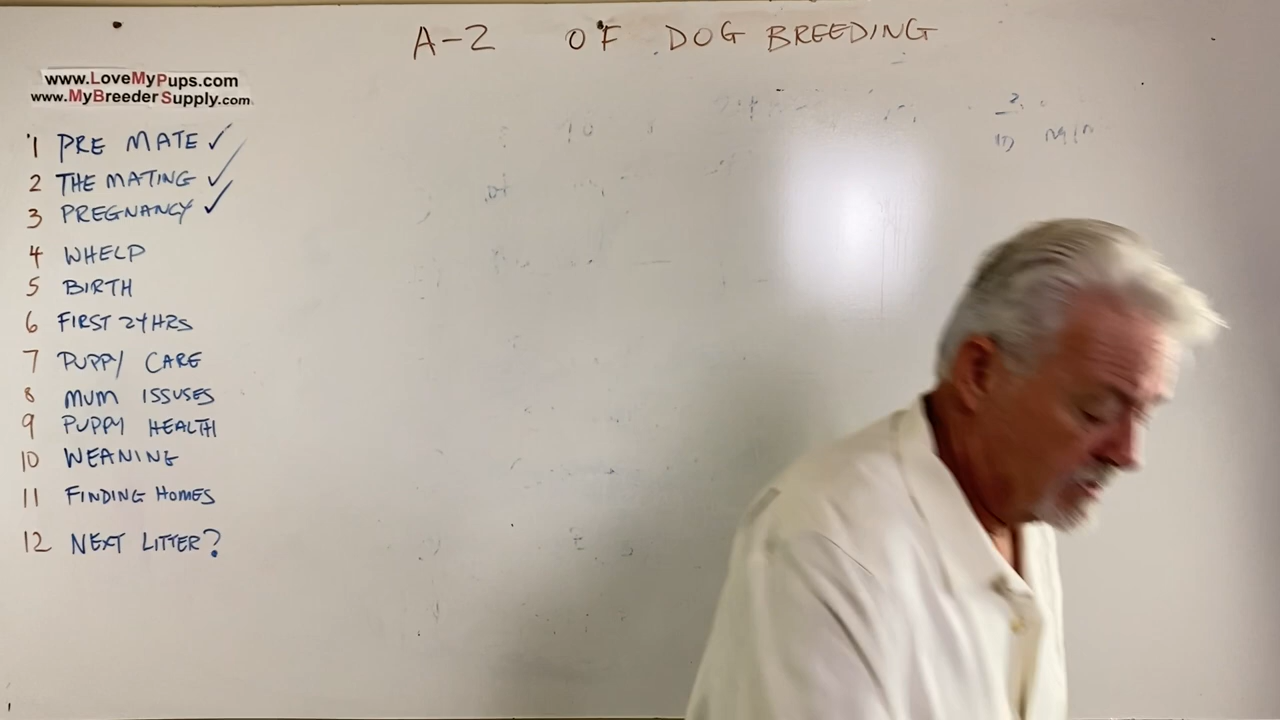 A-Z OF DOG BREEDING
www.LoveMyPups.com
www.MyBreederSupply.com
1 PRE MATE ✓
2 THE MATING ✓
3 PREGNANCY ✓
4 WHELP
5 BIRTH
6 FIRST 24HRS
7 PUPPY CARE
8 MUM ISSUSES
9 PUPPY HEALTH
10 WEANING
11 FINDING HOMES
12 NEXT LITTER?